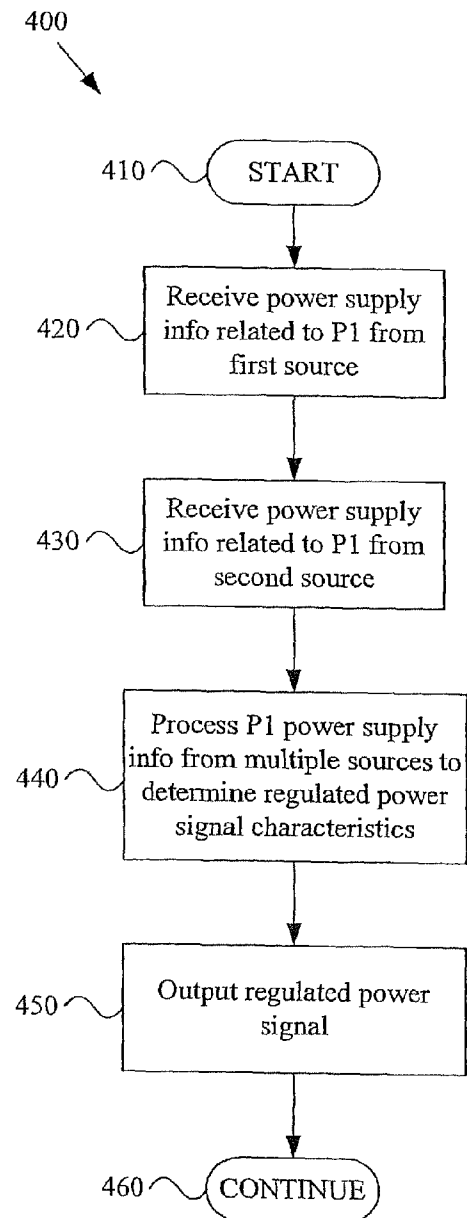 400
410
START
420
Receive power supply
info related to P1 from
first source
430
Receive power supply
info related to P1 from
second source
440
Process P1 power supply
info from multiple sources to
determine regulated power
signal characteristics
450
Output regulated power
signal
460
CONTINUE